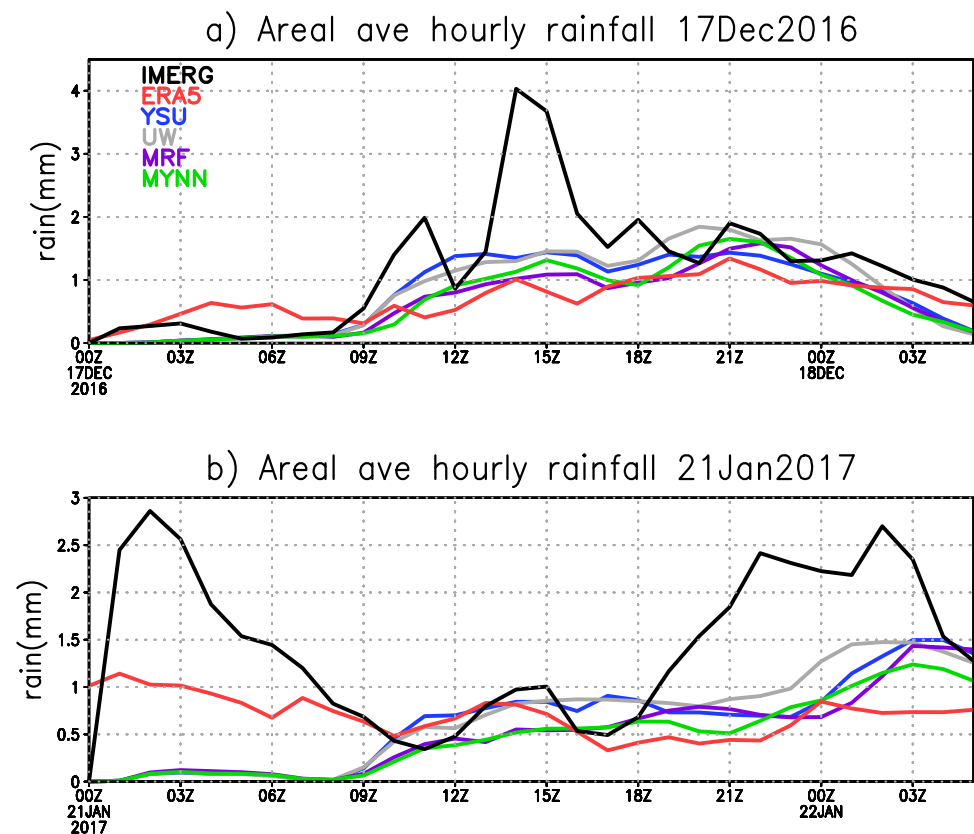 a) Areal ave hourly rainfall 17Dec2016
IMERG
ERA5
YSU
UW
MRF
MYNN
rain(mm)
4
3
2
1
0
00Z 03Z 06Z 09Z 12Z 15Z 18Z 21Z 00Z 03Z
17DEC 18DEC
2016
b) Areal ave hourly rainfall 21Jan2017
rain(mm)
3
2.5
2
1.5
1
0.5
0
00Z 03Z 06Z 09Z 12Z 15Z 18Z 21Z 00Z 03Z
21JAN 22JAN
2017